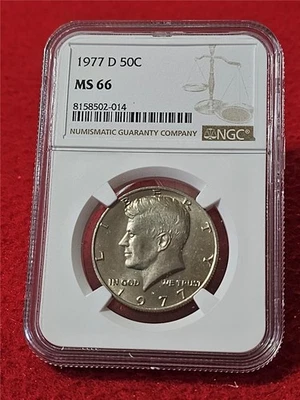 1977 D 50C
MS 66
8158502-014
NUMISMATIC GUARANTY COMPANY NGC
LIBERTY
IN GOD WE TRUST
1977